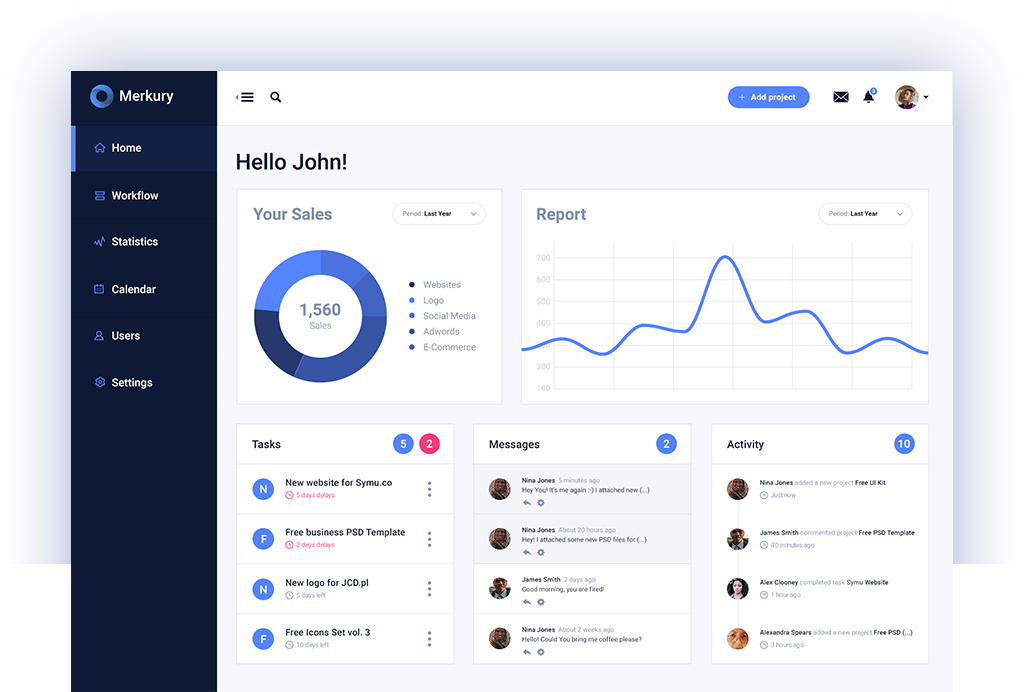 Merkury
+ Add project
3
Home
Workflow
Statistics
Calendar
Users
Settings
Hello John!
Your Sales
Period: Last Year
1,560
Sales
Websites
Logo
Social Media
Adwords
E-Commerce
Report
Period: Last Year
700
600
500
400
300
200
100
Tasks
5
2
N
New website for Symu.co
5 days delays
F
Free business PSD Template
2 days delays
N
New logo for JCD.pl
5 days left
F
Free Icons Set vol. 3
10 days left
Messages
2
Nina Jones 5 minutes ago
Hey You! It's me again :-) I attached new (...)
Nina Jones About 20 hours ago
Hey! I attached some new PSD files for (...)
James Smith 2 days ago
Good morning, you are fired!
Nina Jones About 2 weeks ago
Hello! Could You bring me coffee please?
Activity
10
Nina Jones added a new project Free UI Kit
Just now
James Smith commented project Free PSD Template
40 minutes ago
Alex Clooney completed task Symu Website
1 hour ago
Alexandra Spears added a new project Free PSD (...)
3 hours ago